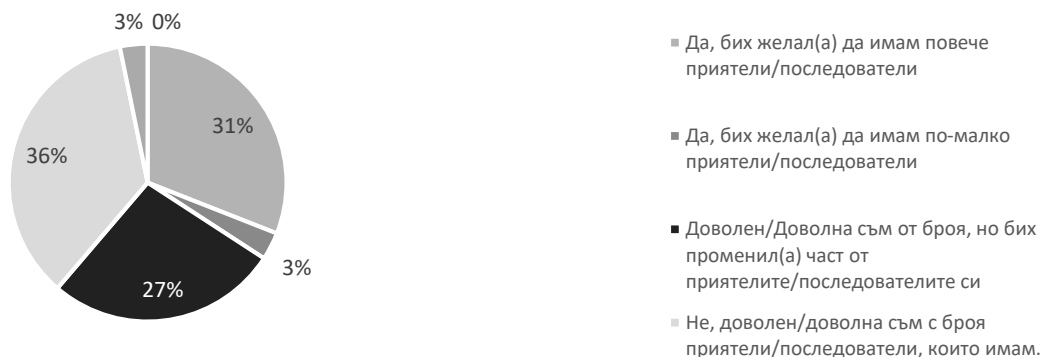 3% 0%
31%
36%
3%
27%
Да, бих желал(а) да имам повече
приятели/последователи
Да, бих желал(а) да имам по-малко
приятели/последователи
Доволен/Доволна съм от броя, но бих
променил(а) част от
приятелите/последователите си
Не, доволен/доволна съм с броя
приятели/последователи, които имам.